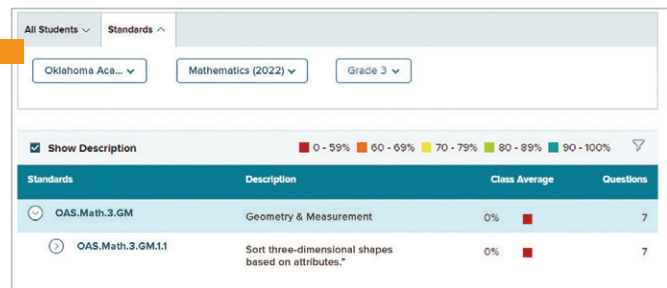 All Students Standards
Oklahoma Aca... Mathematics (2022) Grade 3
Show Description 0 - 59% 60 - 69% 70 - 79% 80 - 89% 90 - 100%
Standards Description Class Average Questions
OAS.Math.3.GM Geometry & Measurement 0% 7
OAS.Math.3.GM.1.1 Sort three-dimensional shapes 0% 7
based on attributes."